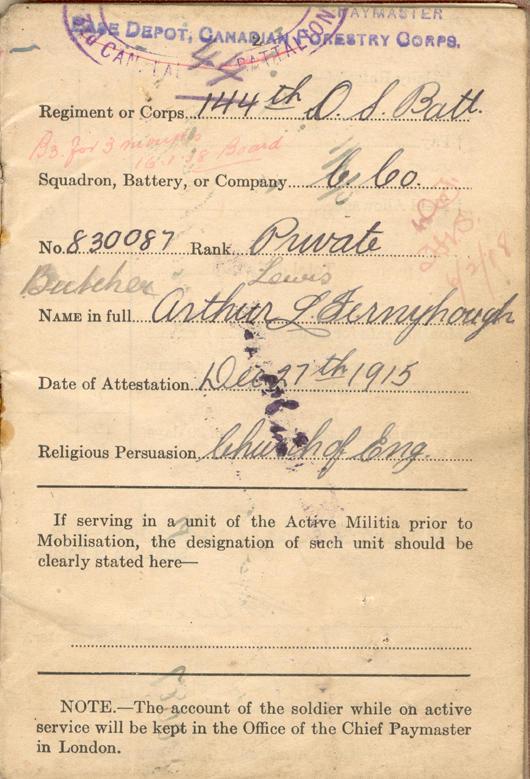 PAYMASTER
BASE DEPOT, CANADIAN FORESTRY CORPS.
CAN. BATTALION
2
Regiment or Corps 144th O. S. Batt.
B3 for 3 months
16.1.18 Board
Squadron, Battery, or Company C Co.
No. 830087 Rank Private
Butcher Lewis
NAME in full Arthur L. Fernyhough
Date of Attestation Dec 27th 1915
Religious Persuasion Church of Eng.
If serving in a unit of the Active Militia prior to
Mobilisation, the designation of such unit should be
clearly stated here—
NOTE.—The account of the soldier while on active
service will be kept in the Office of the Chief Paymaster
in London.